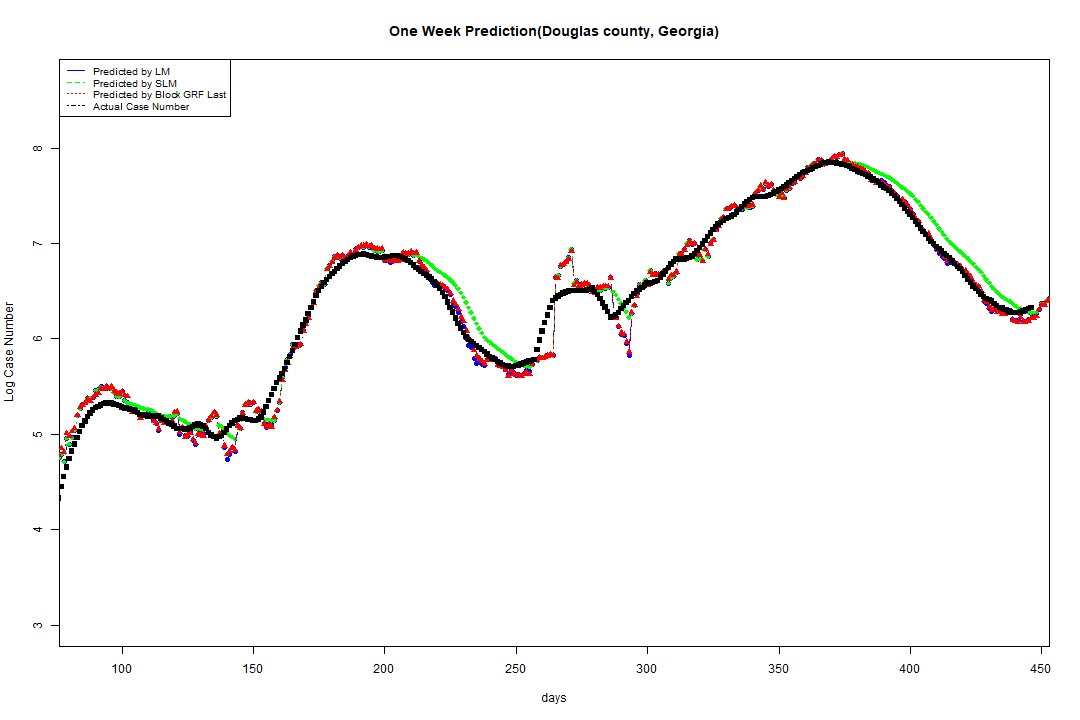 One Week Prediction(Douglas county, Georgia)
Predicted by LM
Predicted by SLM
Predicted by Block GRF Last
Actual Case Number
Log Case Number
8
7
6
5
4
3
100 150 200 250 300 350 400 450
days